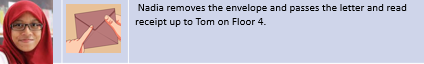 Nadia removes the envelope and passes the letter and read
receipt up to Tom on Floor 4.